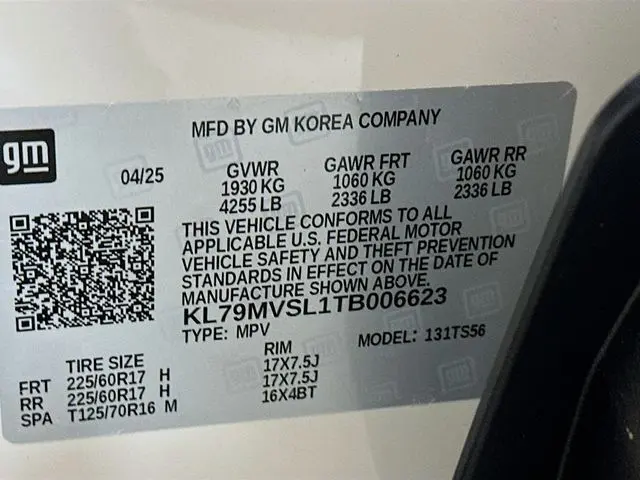 gm
MFD BY GM KOREA COMPANY
04/25
GVWR GAWR FRT GAWR RR
1930 KG 1060 KG 1060 KG
4255 LB 2336 LB 2336 LB
THIS VEHICLE CONFORMS TO ALL
APPLICABLE U.S. FEDERAL MOTOR
VEHICLE SAFETY AND THEFT PREVENTION
STANDARDS IN EFFECT ON THE DATE OF
MANUFACTURE SHOWN ABOVE.
KL79MVSL1TB006623
TYPE: MPV MODEL: 131TS56
TIRE SIZE RIM
FRT 225/60R17 H 17X7.5J
RR 225/60R17 H 17X7.5J
SPA T125/70R16 M 16X4BT